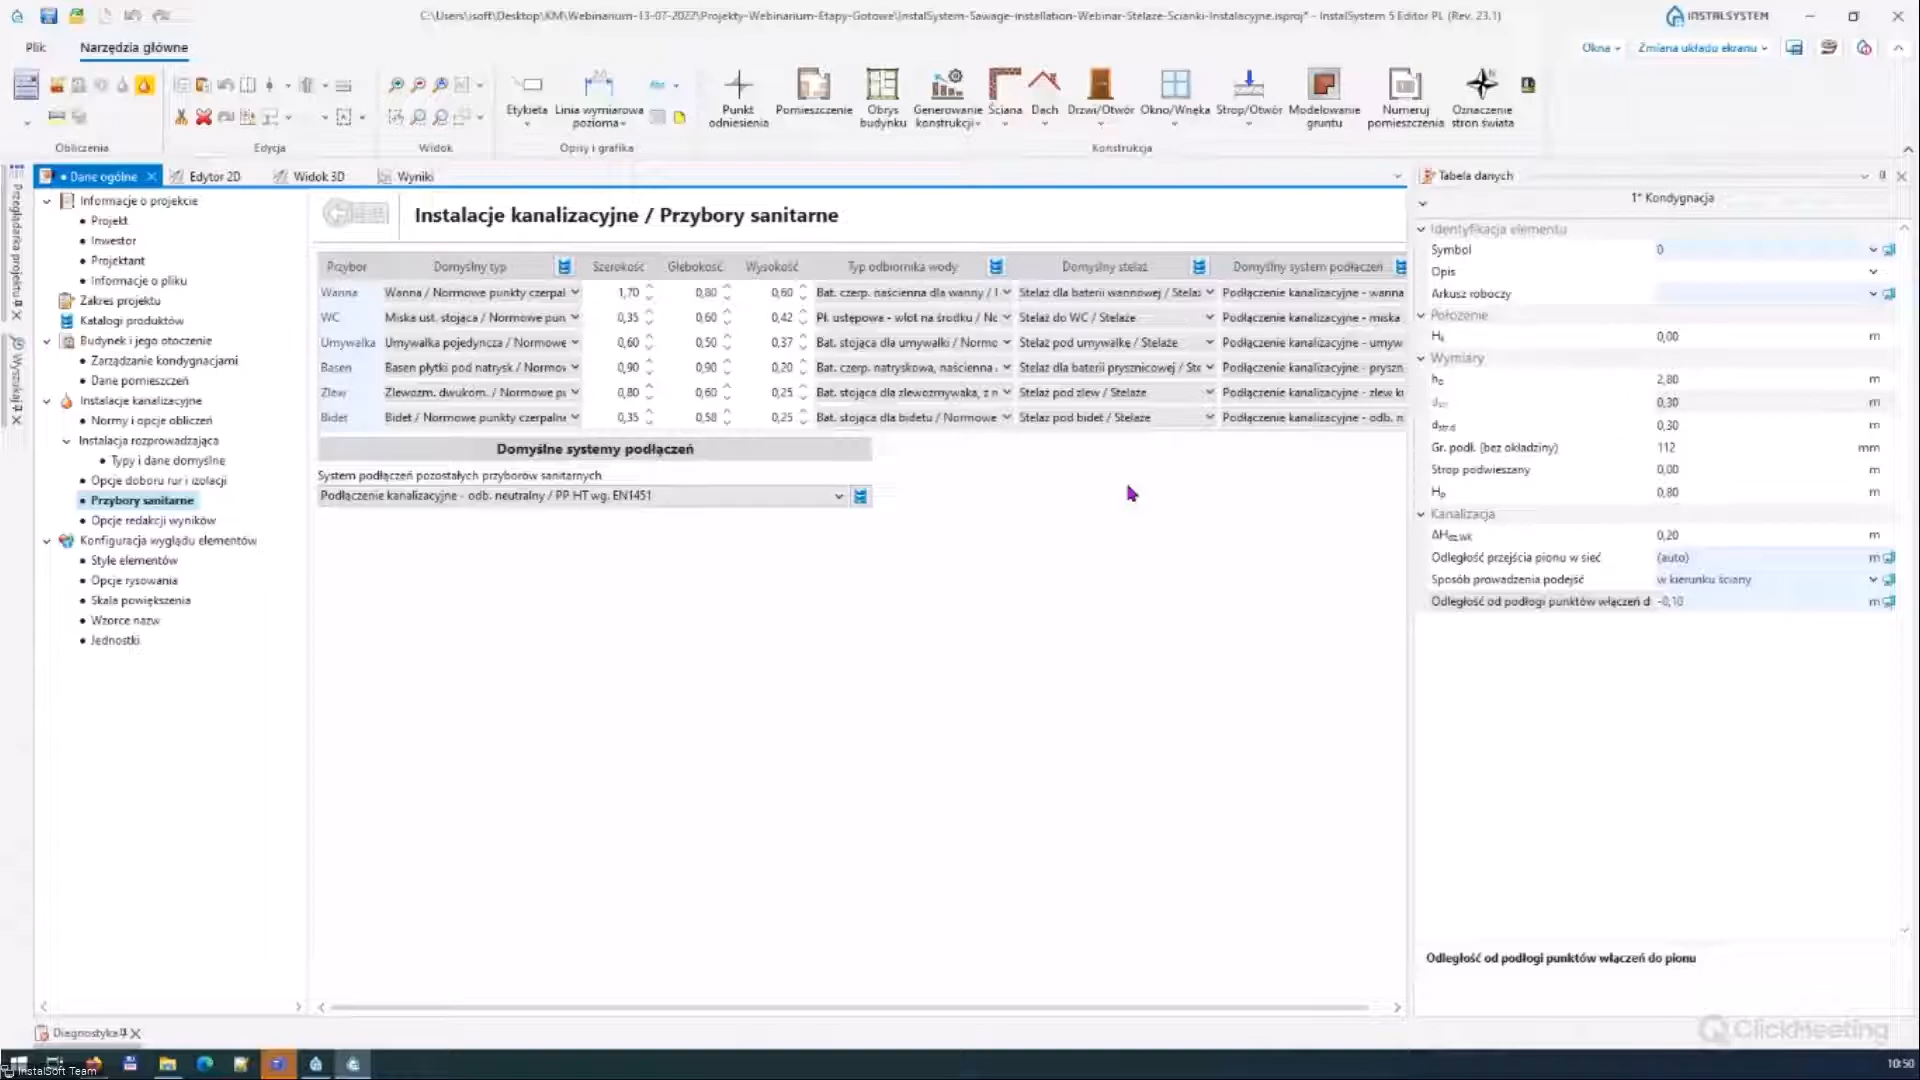 C:\Users\isoft\Desktop\KM\Webinarium-13-07-2022\Projekty-Webinarium-Etapy-Gotowe\InstalSystem-Sawage-installation-Webinar-Stelaze-Scianki-Instalacyjne.isproj* - InstalSystem 5 Editor PL (Rev. 23.1)
INSTALSYSTEM
Plik
Narzędzia główne
Okna
Zmiana układu ekranu
Etykieta
Linia wymiarowa pozioma
Punkt odniesienia
Pomieszczenie
Obrys budynku
Generowanie konstrukcji
Ściana
Dach
Drzwi/Otwór
Okno/Wnęka
Strop/Otwór
Modelowanie gruntu
Numeruj pomieszczenia
Oznaczenie stron świata
Obliczenia
Edycja
Widok
Opisy i grafika
Konstrukcja
Przeglądarka projektu
Wyszukaj
Dane ogólne
Edytor 2D
Widok 3D
Wyniki
Informacje o projekcie
Projekt
Inwestor
Projektant
Informacje o pliku
Zakres projektu
Katalogi produktów
Budynek i jego otoczenie
Zarządzanie kondygnacjami
Dane pomieszczeń
Instalacje kanalizacyjne
Normy i opcje obliczeń
Instalacja rozprowadzająca
Typy i dane domyślne
Opcje doboru rur i izolacji
Przybory sanitarne
Opcje redakcji wyników
Konfiguracja wyglądu elementów
Style elementów
Opcje rysowania
Skala powiększenia
Wzorce nazw
Jednostki
Instalacje kanalizacyjne / Przybory sanitarne
Przybór Domyślny typ Szerokość Głębokość Wysokość Typ odbiornika wody Domyślny stelaż Domyślny system podłączeń
Wanna Wanna / Normowe punkty czerpal 1,70 0,80 0,60 Bat. czerp. naścienna dla wanny / Stelaż dla baterii wannowej / Stelaż Podłączenie kanalizacyjne - wanna
WC Miska ust. stojąca / Normowe pun 0,35 0,60 0,42 Pł. ustępowa - wlot na środku / No Stelaż do WC / Stelaże Podłączenie kanalizacyjne - miska
Umywalka Umywalka pojedyncza / Normowe 0,60 0,50 0,37 Bat. stojąca dla umywalki / Normo Stelaż pod umywalkę / Stelaże Podłączenie kanalizacyjne - umyw
Basen Basen płytki pod natrysk / Normow 0,90 0,90 0,20 Bat. czerp. natryskowa, naścienna Stelaż dla baterii prysznicowej / Ste Podłączenie kanalizacyjne - pryszn
Zlew Zlewozm. dwukom. / Normowe pu 0,80 0,60 0,25 Bat. stojąca dla zlewozmywaka, z n Stelaż pod zlew / Stelaże Podłączenie kanalizacyjne - zlew ku
Bidet Bidet / Normowe punkty czerpalne 0,35 0,58 0,25 Bat. stojąca dla bidetu / Normowe Stelaż pod bidet / Stelaże Podłączenie kanalizacyjne - odb. n
Domyślne systemy podłączeń
System podłączeń pozostałych przyborów sanitarnych
Podłączenie kanalizacyjne - odb. neutralny / PP HT wg. EN1451
Tabela danych
1* Kondygnacja
Identyfikacja elementu
Symbol 0
Opis
Arkusz roboczy
Położenie
0,00 m
Wymiary
2,80 m
0,30 m
0,30 m
Gr. podł. (bez okładziny) 112 mm
Strop podwieszany 0,00 m
0,80 m
Kanalizacja
0,20 m
Odległość przejścia pionu w sieć (auto) m
Sposób prowadzenia podejść w kierunku ściany
Odległość od podłogi punktów włączeń d -0,10 m
Odległość od podłogi punktów włączeń do pionu
ClickMeeting
Diagnostyka
InstalSoft Team
10:50